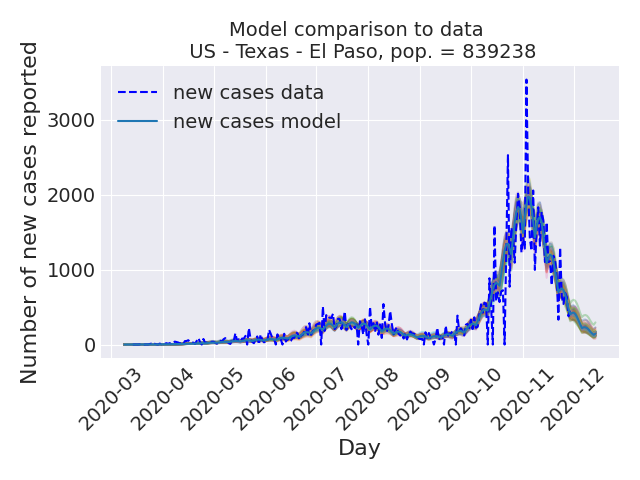 Model comparison to data
US - Texas - El Paso, pop. = 839238
Number of new cases reported
3000
2000
1000
0
new cases data
new cases model
2020-03
2020-04
2020-05
2020-06
2020-07
2020-08
2020-09
2020-10
2020-11
2020-12
Day